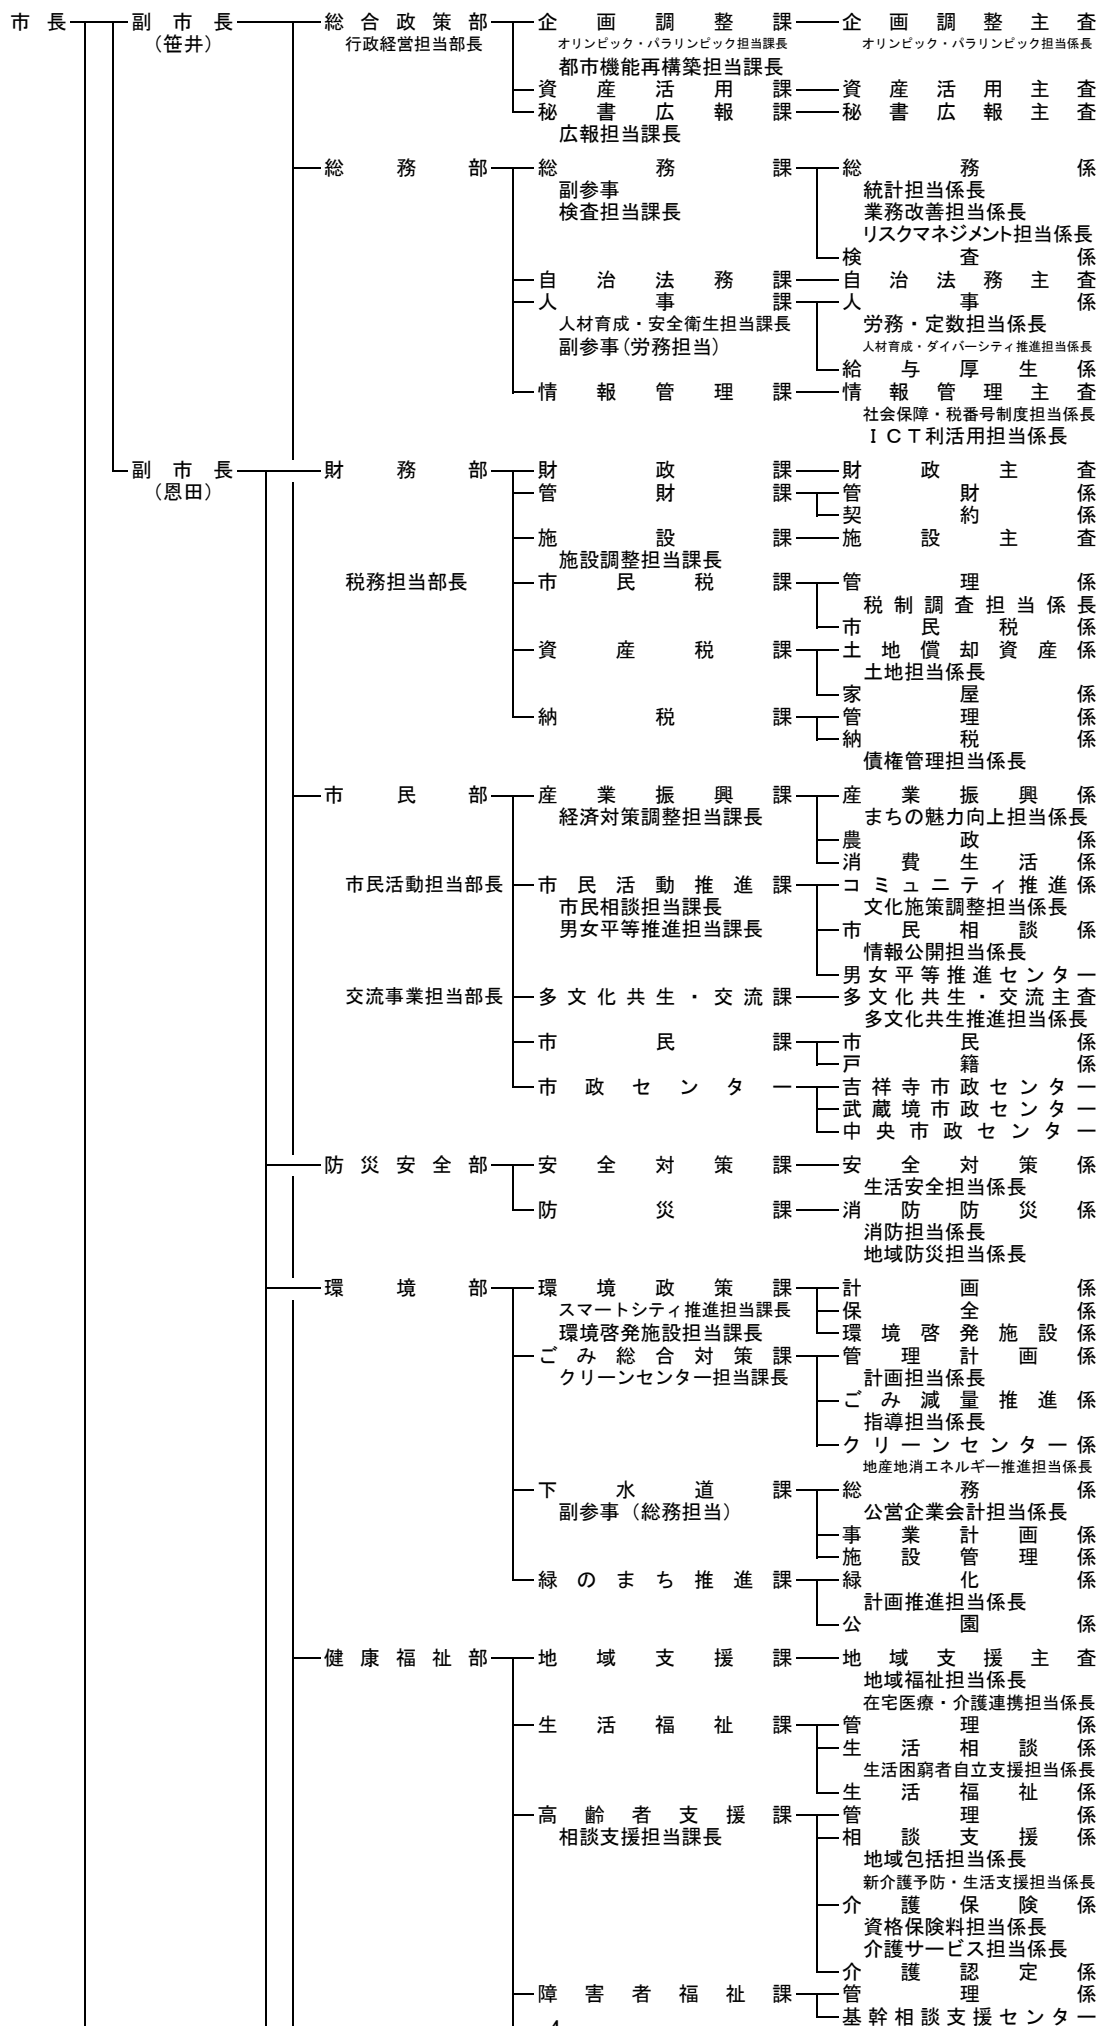 市長 副市長 総合政策部 企画調整課 企画調整主査
(笹井) 行政経営担当部長 オリンピック・パラリンピック担当課長 オリンピック・パラリンピック担当係長
都市機能再構築担当課長
資産活用課 資産活用主査
秘書広報課 秘書広報主査
広報担当課長
総務部 総務課 総務係
副参事 統計担当係長
検査担当課長 業務改善担当係長
リスクマネジメント担当係長
検査係
自治法務課 自治法務主査
人事課 人事係
人材育成・安全衛生担当課長 労務・定数担当係長
副参事(労務担当) 人材育成・ダイバーシティ推進担当係長
給与厚生係
情報管理課 情報管理主査
社会保障・税番号制度担当係長
ICT利活用担当係長
副市長 財務部 財政課 財政主査
(恩田) 管財課 管財係
契約係
施設課 施設主査
施設調整担当課長
税務担当部長 市民税課 管理係
税制調査担当係長
市民税係
資産税課 土地償却資産係
土地担当係長
家屋係
納税課 管理係
納税係
債権管理担当係長
市民部 産業振興課 産業振興係
経済対策調整担当課長 まちの魅力向上担当係長
農政係
消費生活係
市民活動担当部長 市民活動推進課 コミュニティ推進係
市民相談担当課長 文化施策調整担当係長
男女平等推進担当課長 市民相談係
情報公開担当係長
男女平等推進センター
交流事業担当部長 多文化共生・交流課 多文化共生・交流主査
多文化共生推進担当係長
市民課 市民係
戸籍係
市政センター 吉祥寺市政センター
武蔵境市政センター
中央市政センター
防災安全部 安全対策課 安全対策係
生活安全担当係長
防災課 消防防災係
消防担当係長
地域防災担当係長
環境部 環境政策課 計画係
スマートシティ推進担当課長 保全係
環境啓発施設担当課長 環境啓発施設係
ごみ総合対策課 管理計画係
クリーンセンター担当課長 計画担当係長
ごみ減量推進係
指導担当係長
クリーンセンター係
地産地消エネルギー推進担当係長
下水道課 総務係
副参事(総務担当) 公営企業会計担当係長
事業計画係
施設管理係
緑のまち推進課 緑化係
計画推進担当係長
公園係
健康福祉部 地域支援課 地域支援主査
地域福祉担当係長
在宅医療・介護連携担当係長
生活福祉課 管理係
生活相談係
生活困窮者自立支援担当係長
生活福祉係
高齢者支援課 管理係
相談支援担当課長 相談支援係
地域包括担当係長
新介護予防・生活支援担当係長
介護保険係
資格保険料担当係長
介護サービス担当係長
介護認定係
障害者福祉課 管理係
基幹相談支援センター